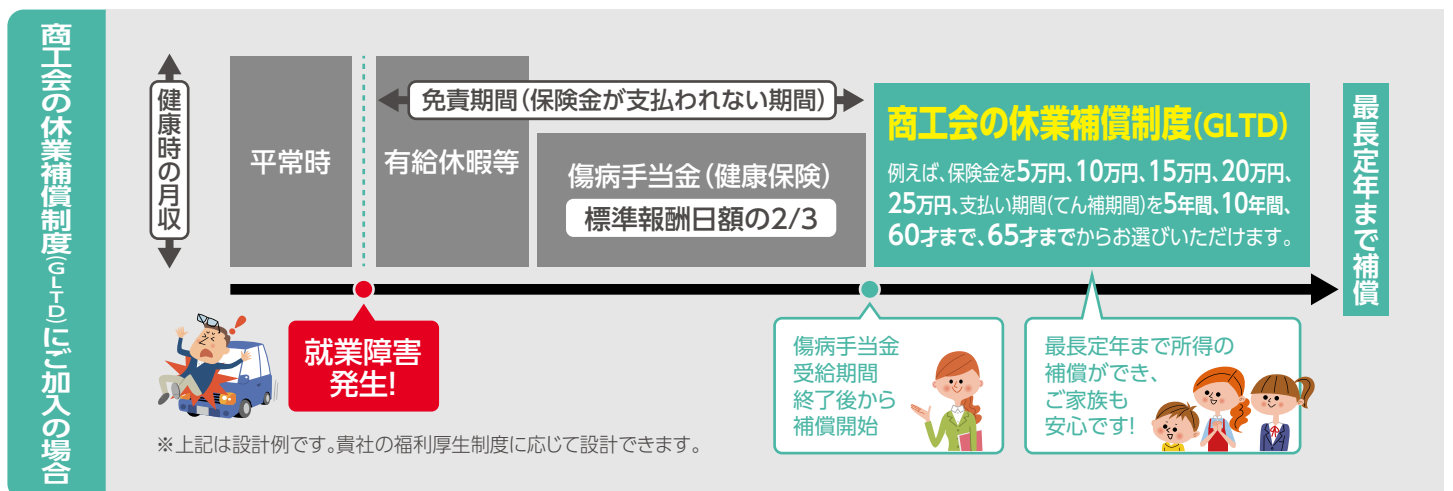 商工会の休業補償制度(GLTD)にご加入の場合
健康時の月収
平常時
有給休暇等
免責期間(保険金が支払われない期間)
傷病手当金(健康保険)
標準報酬日額の2/3
商工会の休業補償制度(GLTD)
例えば、保険金を5万円、10万円、15万円、20万円、
25万円、支払い期間(てん補期間)を5年間、10年間、
60才まで、65才までからお選びいただけます。
最長定年まで補償
就業障害
発生!
傷病手当金
受給期間
終了後から
補償開始
最長定年まで所得の
補償ができ、
ご家族も
安心です!
※上記は設計例です。貴社の福利厚生制度に応じて設計できます。